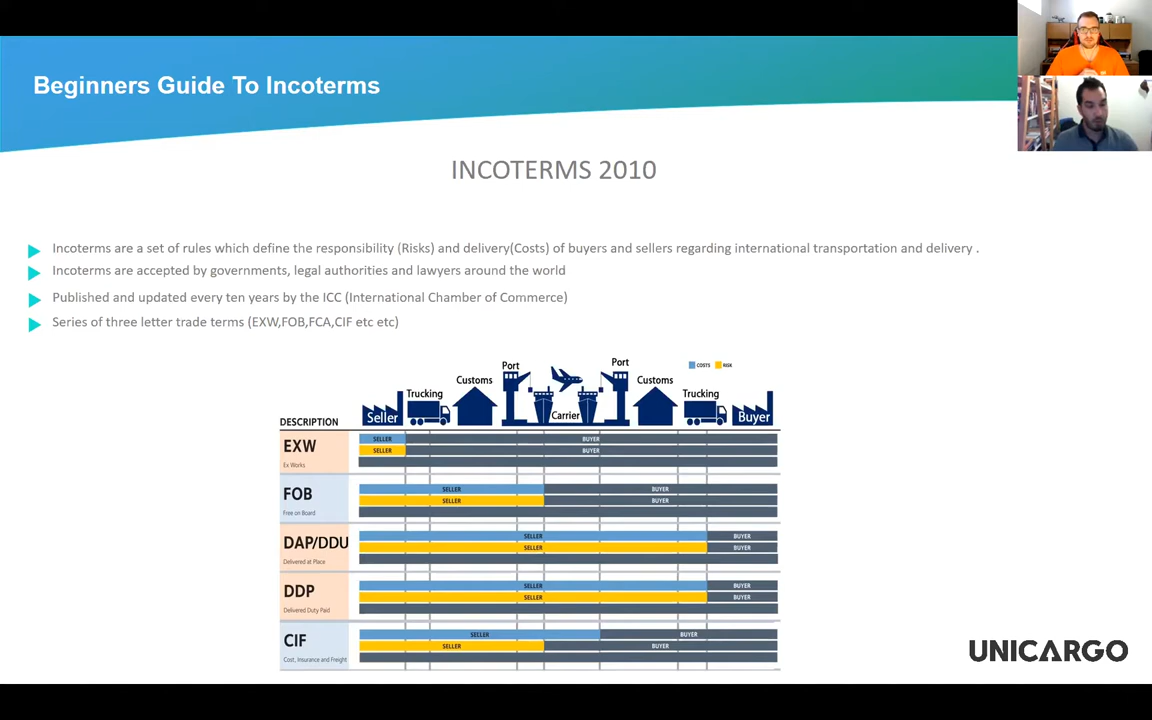 Beginners Guide To Incoterms
INCOTERMS 2010
Incoterms are a set of rules which define the responsibility (Risks) and delivery(Costs) of buyers and sellers regarding international transportation and delivery .
Incoterms are accepted by governments, legal authorities and lawyers around the world
Published and updated every ten years by the ICC (International Chamber of Commerce)
Series of three letter trade terms (EXW,FOB,FCA,CIF etc etc)
COSTS RISK
Port Port
Customs Customs
Trucking Trucking
Seller Carrier Buyer
DESCRIPTION
EXW
Ex Works
SELLER BUYER
SELLER BUYER
FOB
Free on Board
SELLER BUYER
SELLER BUYER
DAP/DDU
Delivered at Place
SELLER BUYER
SELLER BUYER
DDP
Delivered Duty Paid
SELLER BUYER
SELLER BUYER
CIF
Cost, Insurance and Freight
SELLER BUYER
SELLER BUYER
UNICARGO